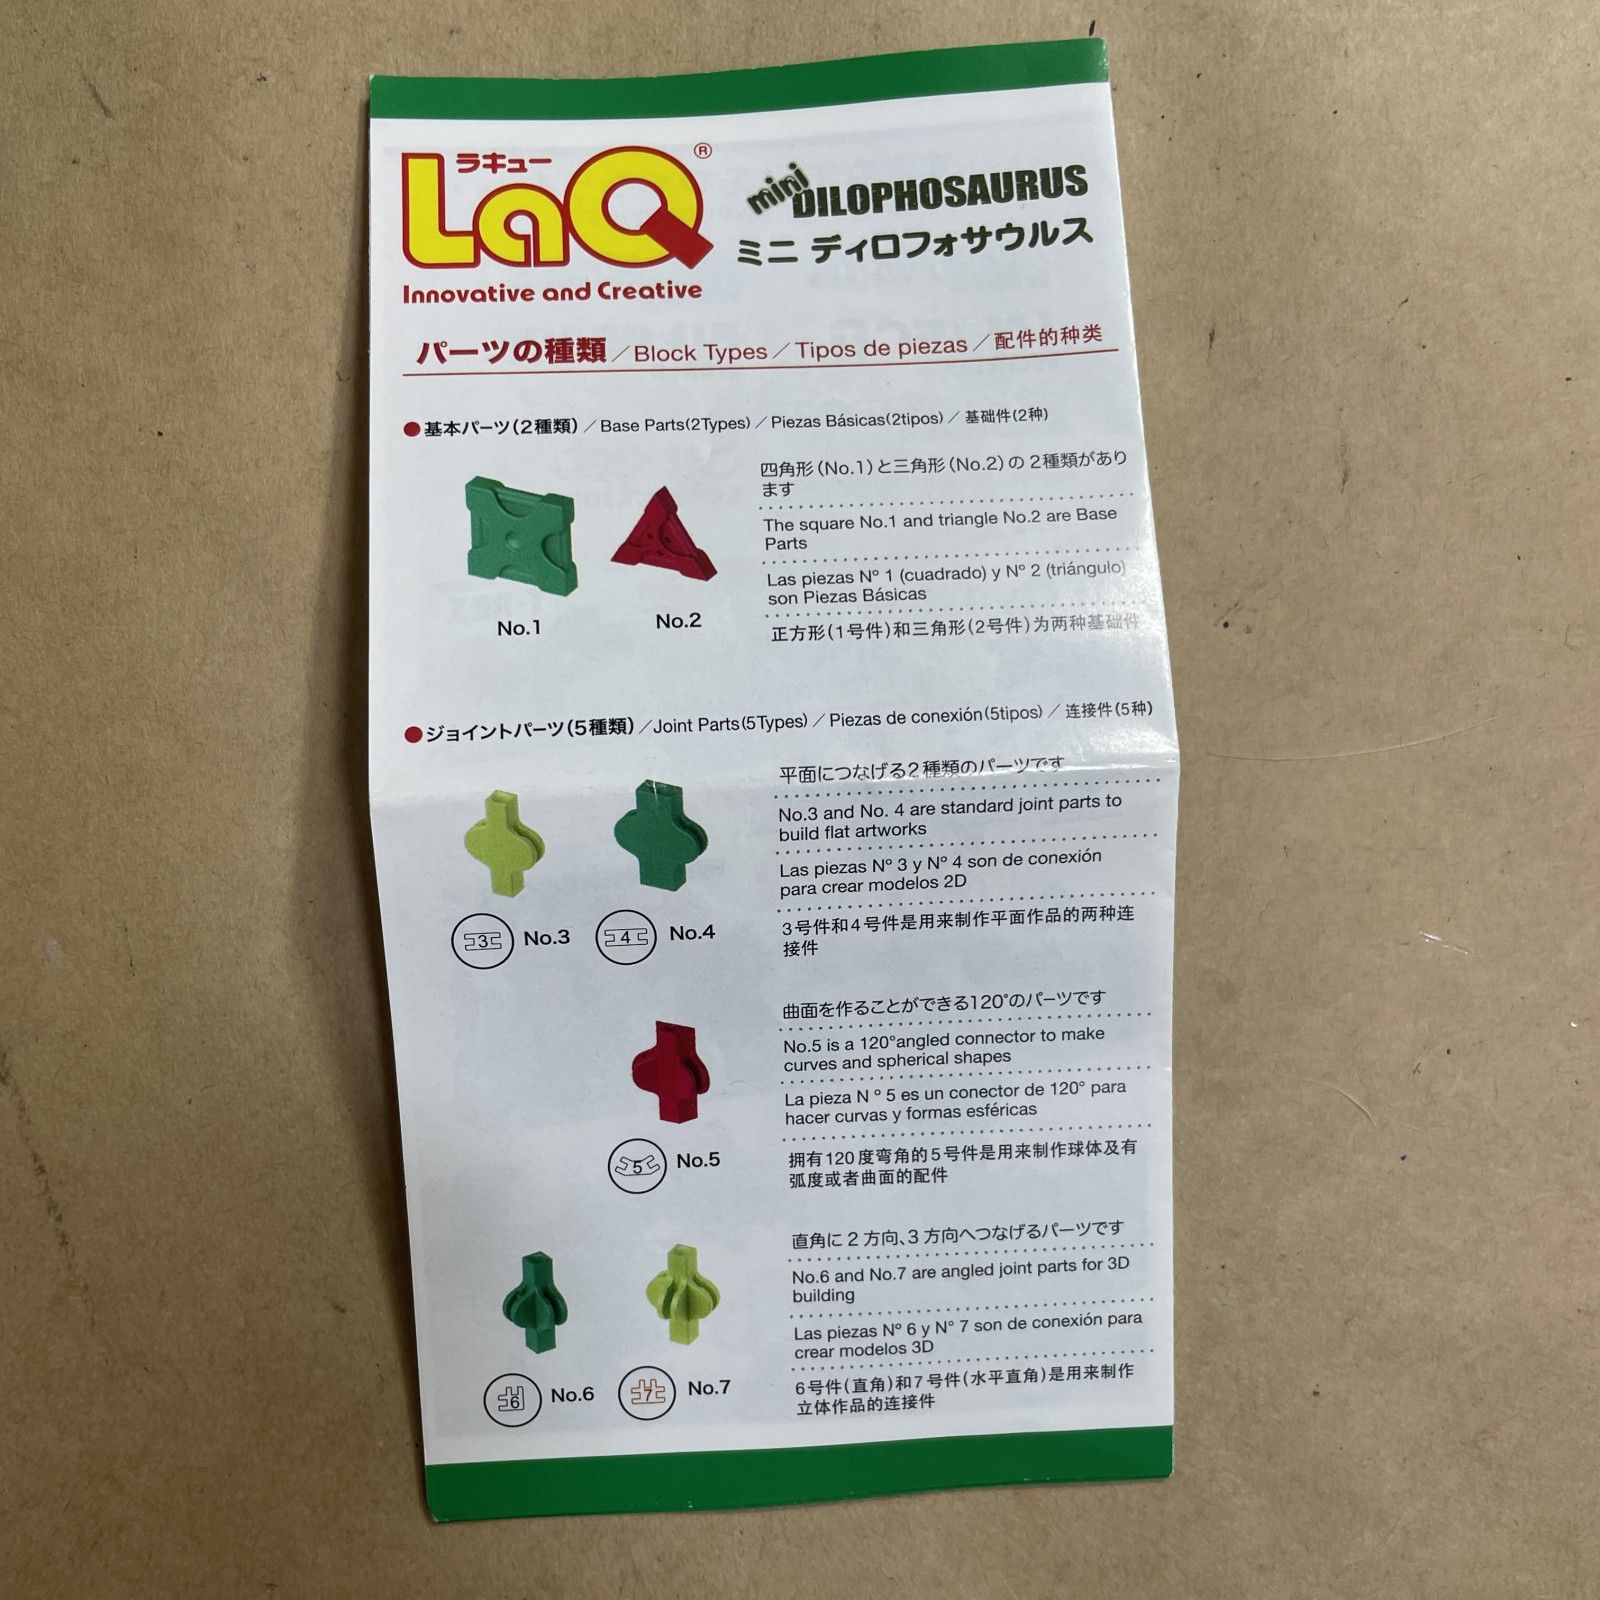 ラキュー
LaQ®
Innovative and Creative
mini DILOPHOSAURUS
ミニ ディロフォサウルス
パーツの種類／Block Types／Tipos de piezas／配件的种类
●基本パーツ(2種類)／Base Parts(2Types)／Piezas Básicas(2tipos)／基础件(2种)
No.1
No.2
四角形(No.1)と三角形(No.2)の2種類があり
ます
The square No.1 and triangle No.2 are Base
Parts
Las piezas Nº 1 (cuadrado) y Nº 2 (triángulo)
son Piezas Básicas
正方形(1号件)和三角形(2号件)为两种基础件
●ジョイントパーツ(5種類)／Joint Parts(5Types)／Piezas de conexión(5tipos)／连接件(5种)
3 No.3
4 No.4
平面につなげる2種類のパーツです
No.3 and No. 4 are standard joint parts to
build flat artworks
Las piezas Nº 3 y Nº 4 son de conexión
para crear modelos 2D
3号件和4号件是用来制作平面作品的两种连
接件
5 No.5
曲面を作ることができる120°のパーツです
No.5 is a 120°angled connector to make
curves and spherical shapes
La pieza N º 5 es un conector de 120° para
hacer curvas y formas esféricas
拥有120度弯角的5号件是用来制作球体及有
弧度或者曲面的配件
6 No.6
7 No.7
直角に2方向、3方向へつなげるパーツです
No.6 and No.7 are angled joint parts for 3D
building
Las piezas Nº 6 y N° 7 son de conexión para
crear modelos 3D
6号件(直角)和7号件(水平直角)是用来制作
立体作品的连接件